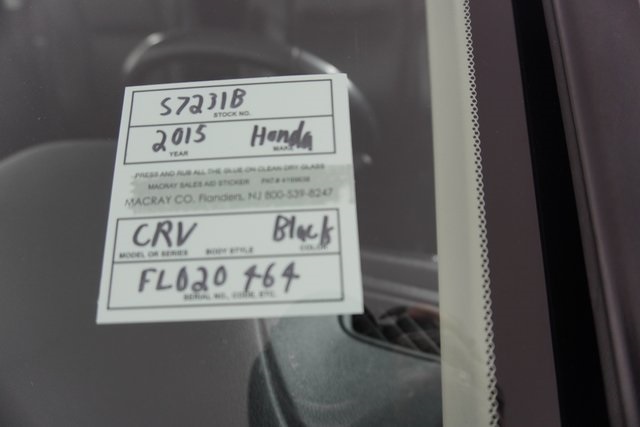 S7231B
STOCK NO.
2015 Honda
YEAR MAKE
PRESS AND RUB ALL THE GLUE ON CLEAN DRY GLASS
MACRAY SALES AID STICKER
MACRAY CO. Flanders, NJ 800-539-8247
CRV Black
MODEL OR SERIES BODY STYLE COLOR
FL020464
SERIAL NO., CODE, ETC.